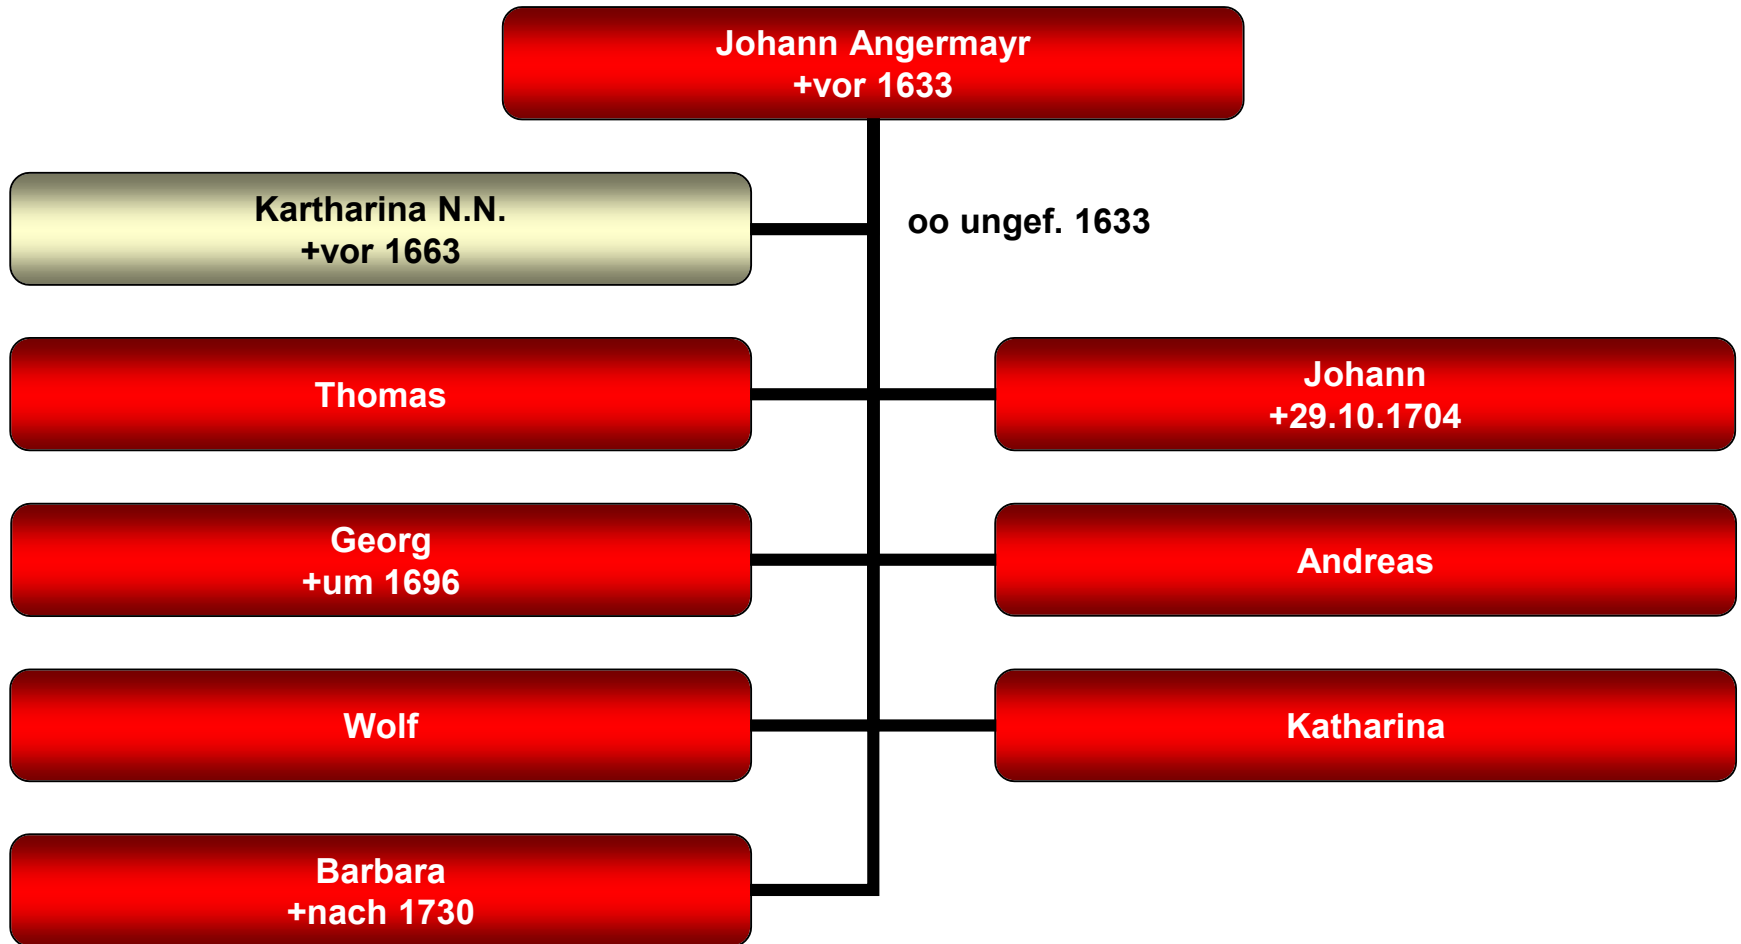 Johann Angermayr
+vor 1633
Kartharina N.N.
+vor 1663
oo ungef. 1633
Thomas
Johann
+29.10.1704
Georg
+um 1696
Andreas
Wolf
Katharina
Barbara
+nach 1730